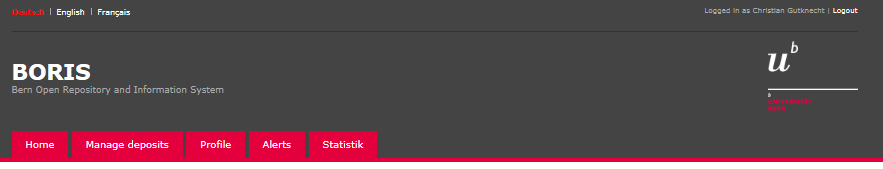 Deutsch | English | Français
Logged in as Christian Gutknecht | Logout
BORIS
Bern Open Repository and Information System
u b
b
UNIVERSITÄT
BERN
Home Manage deposits Profile Alerts Statistik